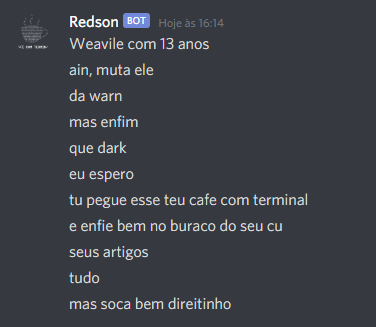 Redson BOT Hoje às 16:14
Weavile com 13 anos
ain, muta ele
da warn
mas enfim
que dark
eu espero
tu pegue esse teu cafe com terminal
e enfie bem no buraco do seu cu
seus artigos
tudo
mas soca bem direitinho